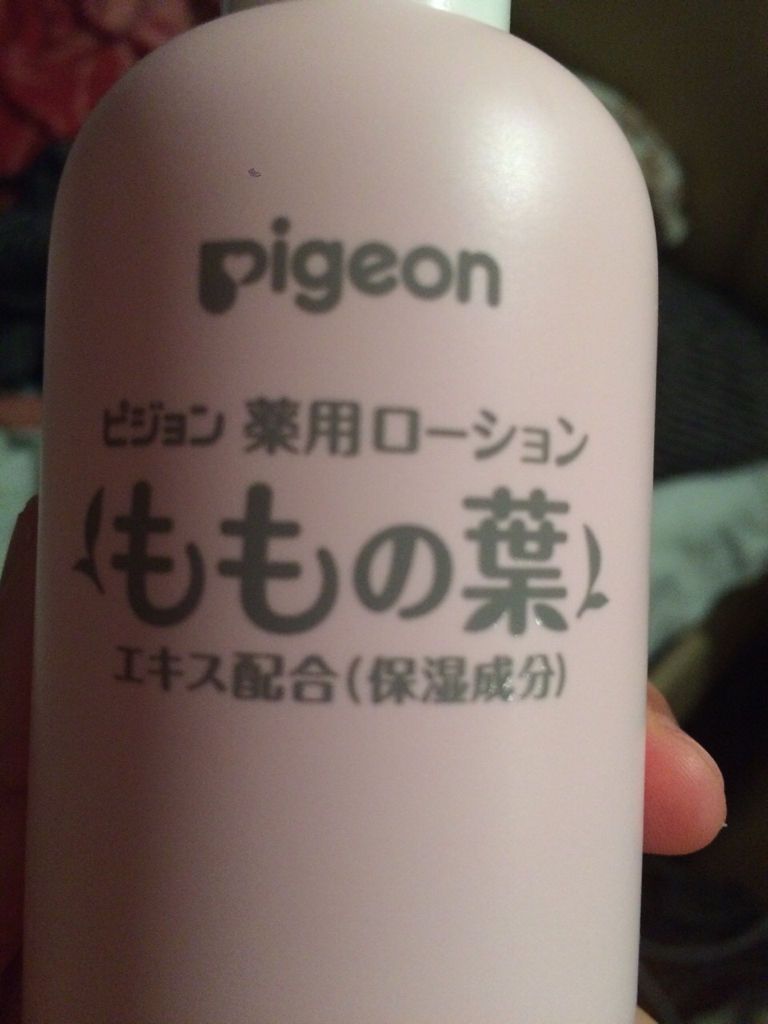 Pigeon
ピジョン 薬用ローション
ももの葉
エキス配合(保湿成分)